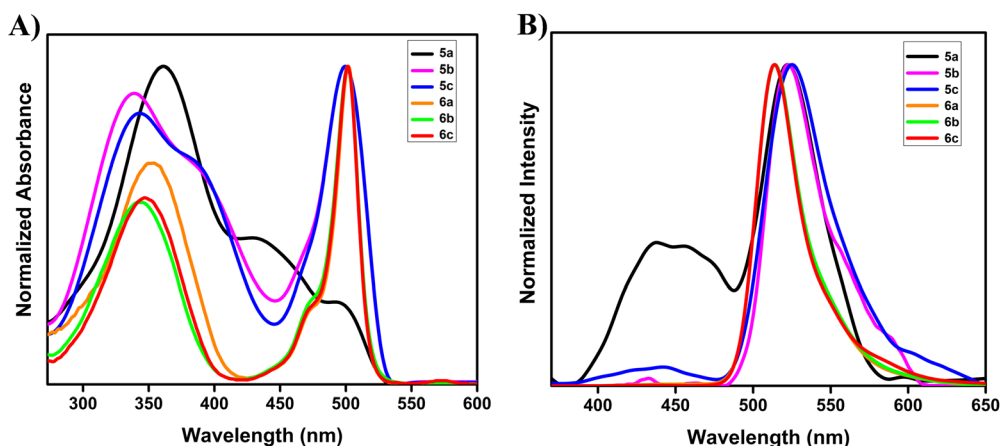 A)
Normalized Absorbance
5a
5b
5c
6a
6b
6c
300 350 400 450 500 550 600
Wavelength (nm)
B)
Normalized Intensity
5a
5b
5c
6a
6b
6c
400 450 500 550 600 650
Wavelength (nm)